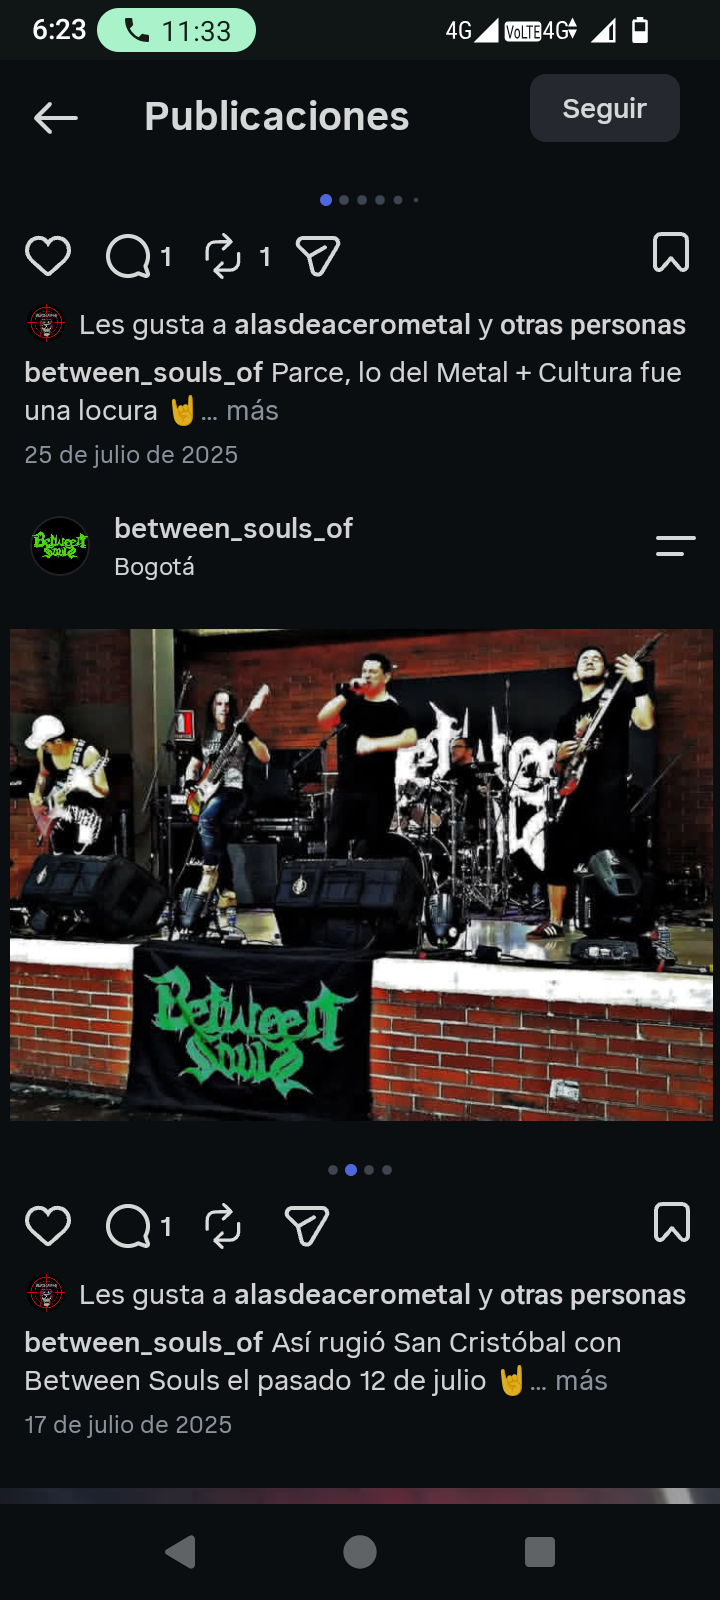 6:23 11:33 4G VoLTE 4G
Publicaciones
Seguir
1 1
Les gusta a alasdeacerometal y otras personas
between_souls_of Parce, lo del Metal + Cultura fue
una locura 🤘... más
25 de julio de 2025
between_souls_of
Bogotá
Between
Souls
1
Les gusta a alasdeacerometal y otras personas
between_souls_of Así rugió San Cristóbal con
Between Souls el pasado 12 de julio 🤘... más
17 de julio de 2025